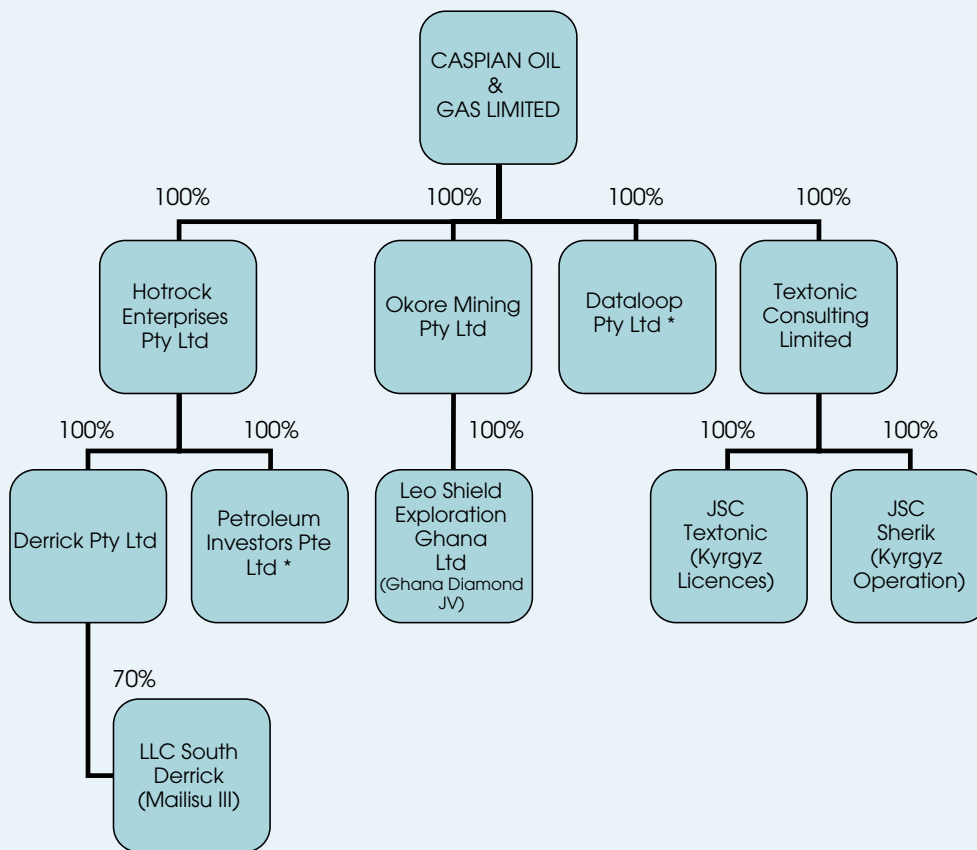 CASPIAN OIL
&
GAS LIMITED
100%
100%
100%
100%
Hotrock
Enterprises
Pty Ltd
Okore Mining
Pty Ltd
Dataloop
Pty Ltd *
Textonic
Consulting
Limited
100%
100%
100%
100%
100%
Derrick Pty Ltd
Petroleum
Investors Pte
Ltd *
Leo Shield
Exploration
Ghana
Ltd
(Ghana Diamond
JV)
JSC
Textonic
(Kyrgyz
Licences)
JSC
Sherik
(Kyrgyz
Operation)
70%
LLC South
Derrick
(Mailisu III)